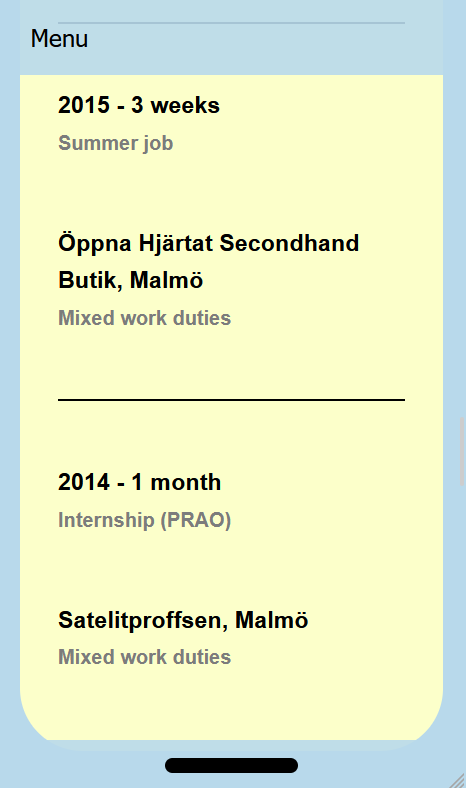 Menu
2015 - 3 weeks
Summer job
Öppna Hjärtat Secondhand
Butik, Malmö
Mixed work duties
2014 - 1 month
Internship (PRAO)
Satelitproffsen, Malmö
Mixed work duties